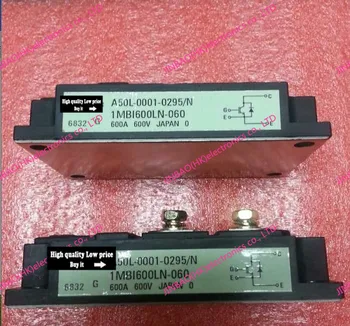 High quality Low price
Buy it
A50L-0001-0295/N
1MBI600LN-060
600A 600V JAPAN O
6832 G
C
G
E
E
High quality Low price
Buy it
A50L-0001-0295/N
1MBI600LN-060
600A 600V JAPAN O
6832 G